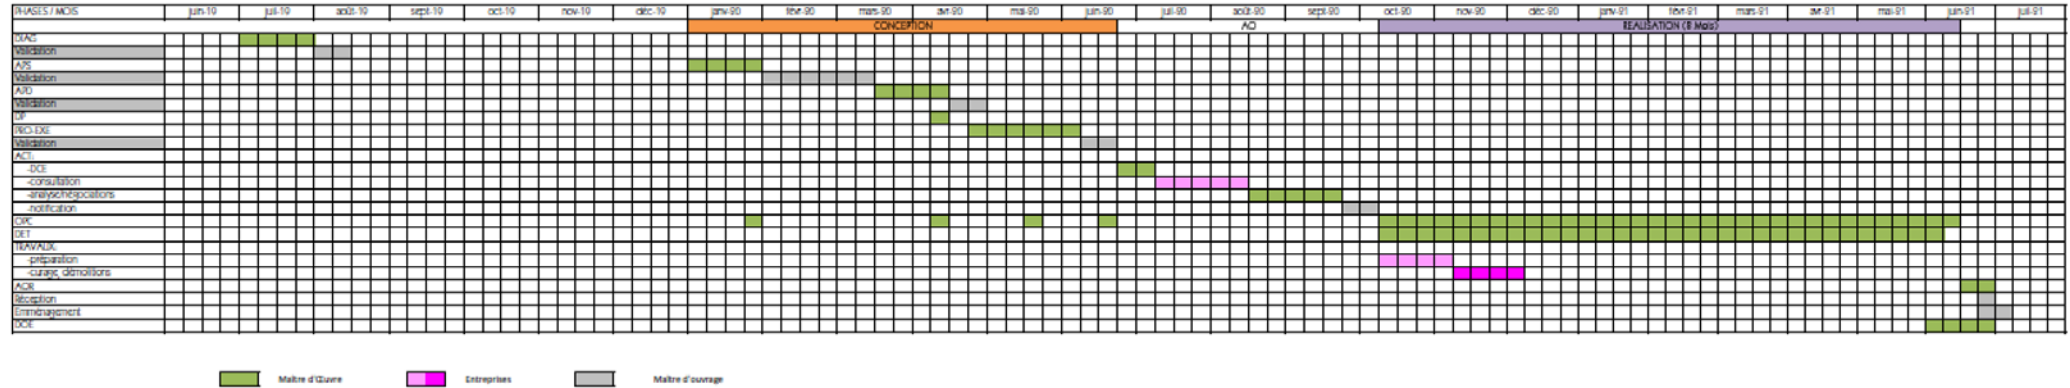 PHASES / MOIS juin-19 juil-19 août-19 sept-19 oct-19 nov-19 déc-19 janv-20 févr-20 mars-20 avr-20 mai-20 juin-20 juil-20 août-20 sept-20 oct-20 nov-20 déc-20 janv-21 févr-21 mars-21 avr-21 mai-21 juin-21 juil-21
CONCEPTION AO REALISATION (8 Mois)
DIAG
Validation
APS
Validation
APD
Validation
DP
PRO-EXE
Validation
ACT:
-DCE
-consultation
-analyse/négociations
-notification
OPC
DET
TRAVAUX:
-préparation
-curage, démolitions
AOR
Réception
Emménagement
DOE
Maître d'Œuvre Entreprises Maître d'ouvrage